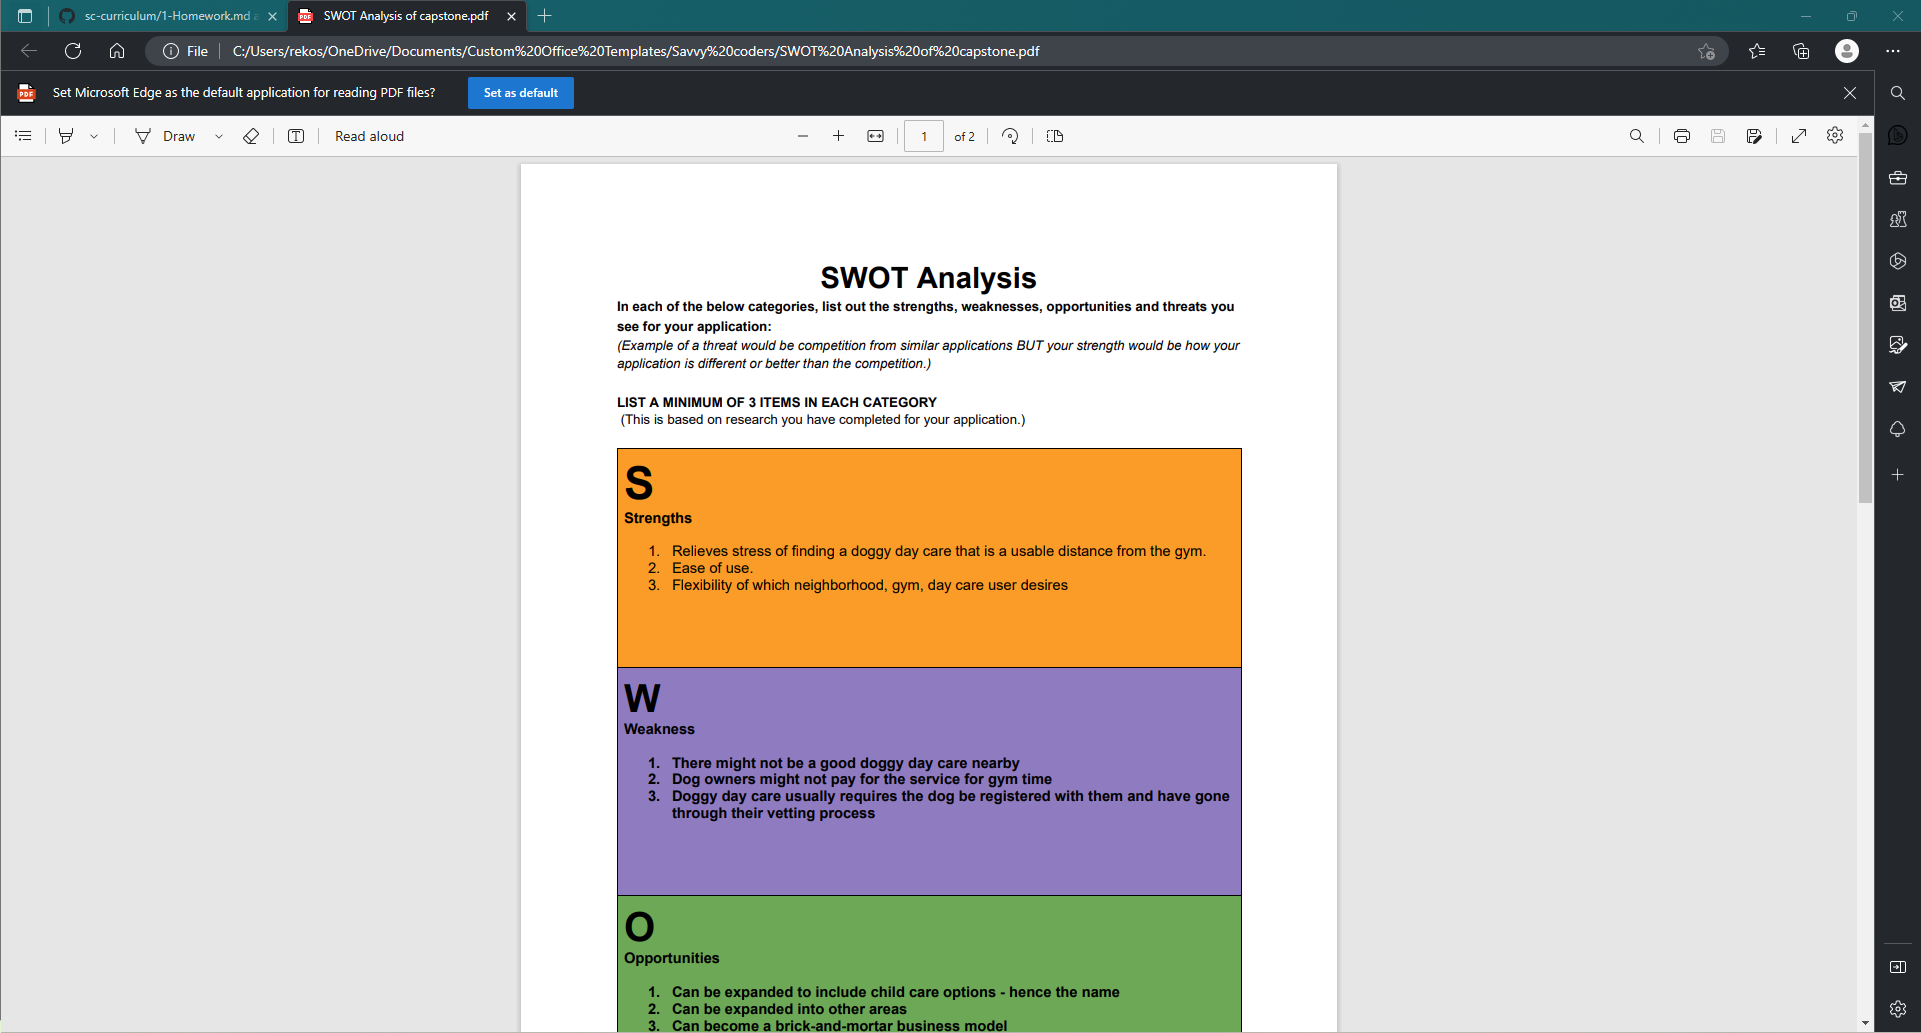 sc-curriculum/1-Homework.md a
SWOT Analysis of capstone.pdf
File
C:/Users/rekos/OneDrive/Documents/Custom%20Office%20Templates/Savvy%20coders/SWOT%20Analysis%20of%20capstone.pdf
PDF
Set Microsoft Edge as the default application for reading PDF files?
Set as default
Draw
T
Read aloud
1
of 2
SWOT Analysis
In each of the below categories, list out the strengths, weaknesses, opportunities and threats you
see for your application:
(Example of a threat would be competition from similar applications BUT your strength would be how your
application is different or better than the competition.)
LIST A MINIMUM OF 3 ITEMS IN EACH CATEGORY
(This is based on research you have completed for your application.)
S
Strengths
1. Relieves stress of finding a doggy day care that is a usable distance from the gym.
2. Ease of use.
3. Flexibility of which neighborhood, gym, day care user desires
W
Weakness
1. There might not be a good doggy day care nearby
2. Dog owners might not pay for the service for gym time
3. Doggy day care usually requires the dog be registered with them and have gone
through their vetting process
O
Opportunities
1. Can be expanded to include child care options - hence the name
2. Can be expanded into other areas
3. Can become a brick-and-mortar business model